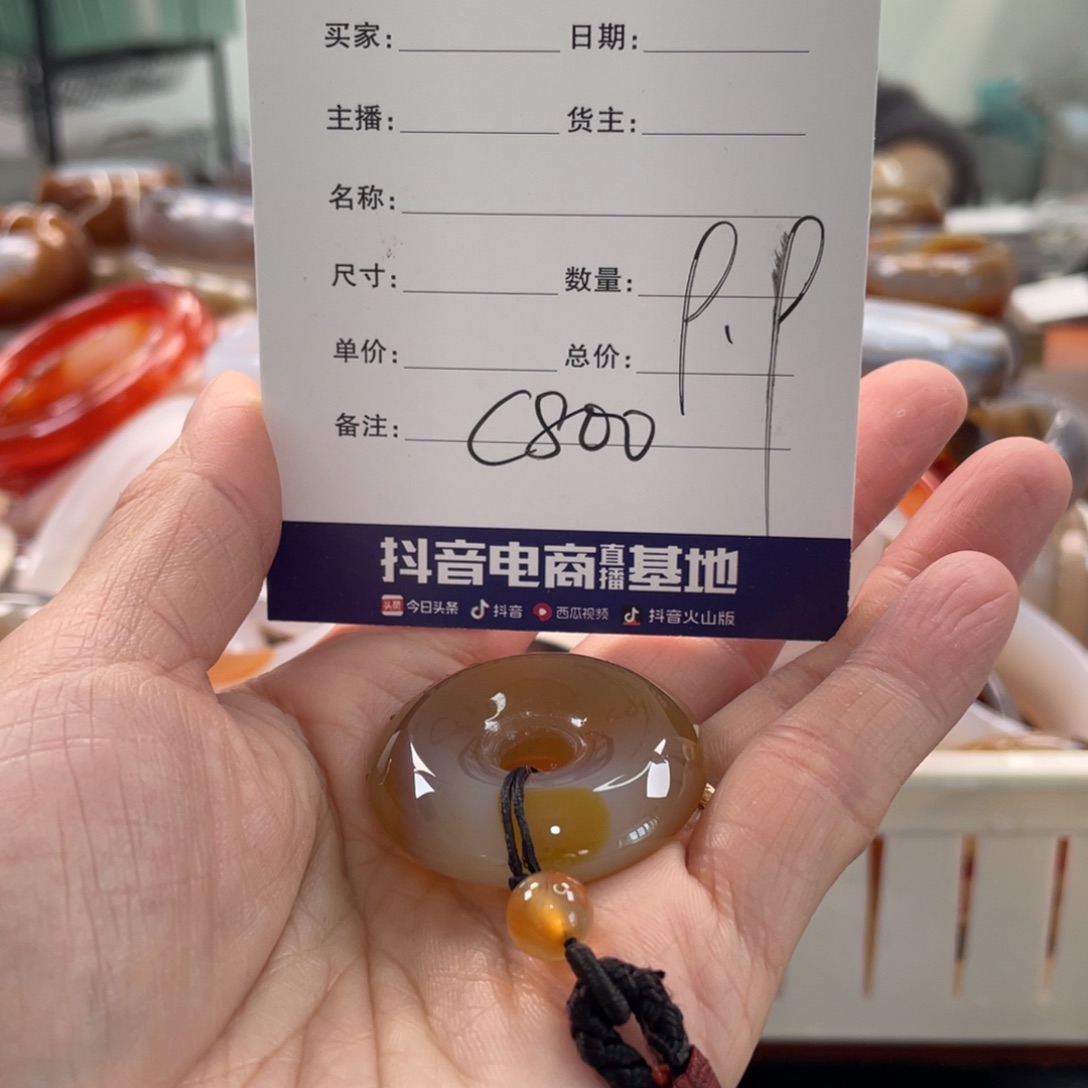 买家: 日期:
主播: 货主:
名称:
尺寸: 数量: P.P
单价: 总价:
备注: C800
抖音电商直播基地
头条 今日头条 抖音 西瓜视频 抖音火山版